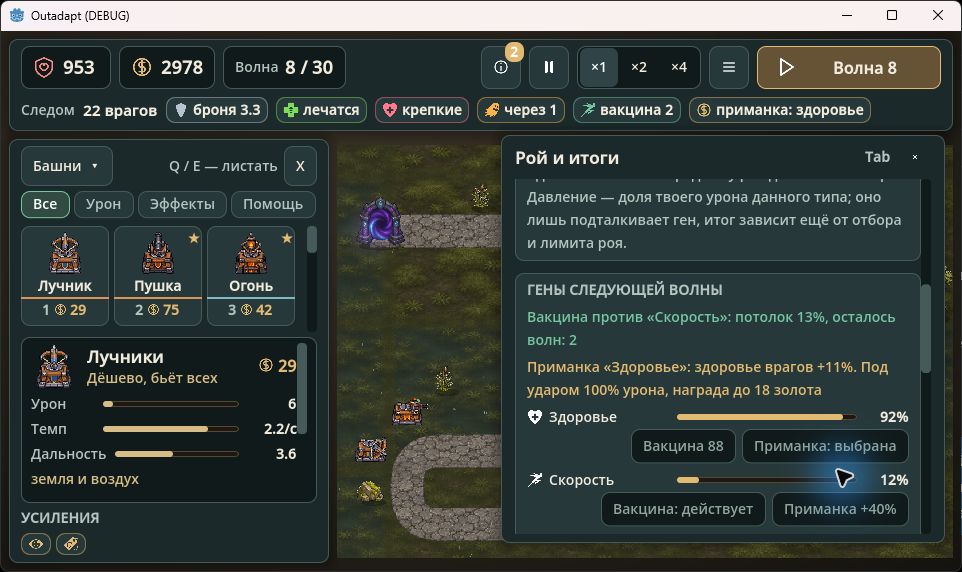 Outadapt (DEBUG)
953
2978
Волна 8 / 30
2
×1 ×2 ×4
Волна 8
Следом 22 врагов броня 3.3 лечатся крепкие через 1 вакцина 2 приманка: здоровье
Башни
Q / E — листать
X
Все Урон Эффекты Помощь
Лучник Пушка Огонь
1 29 2 75 3 42
Лучники
29
Дёшево, бьёт всех
Урон 6
Темп 2.2/с
Дальность 3.6
земля и воздух
УСИЛЕНИЯ
Рой и итоги
Tab ×
Давление — доля твоего урона данного типа; оно
лишь подталкивает ген, итог зависит ещё от отбора
и лимита роя.
ГЕНЫ СЛЕДУЮЩЕЙ ВОЛНЫ
Вакцина против «Скорость»: потолок 13%, осталось
волн: 2
Приманка «Здоровье»: здоровье врагов +11%. Под
ударом 100% урона, награда до 18 золота
Здоровье 92%
Вакцина 88 Приманка: выбрана
Скорость 12%
Вакцина: действует Приманка +40%